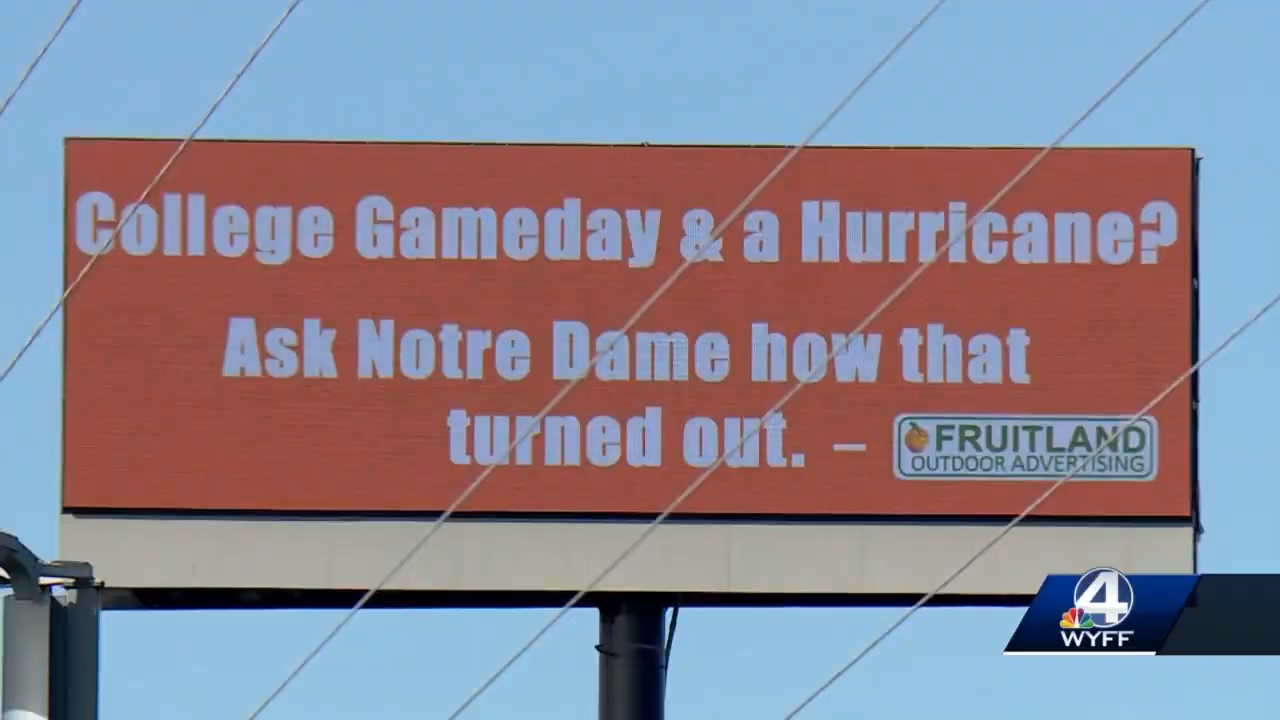 College Gameday & a Hurricane?
Ask Notre Dame how that
turned out. –
FRUITLAND
OUTDOOR ADVERTISING
4
WYFF